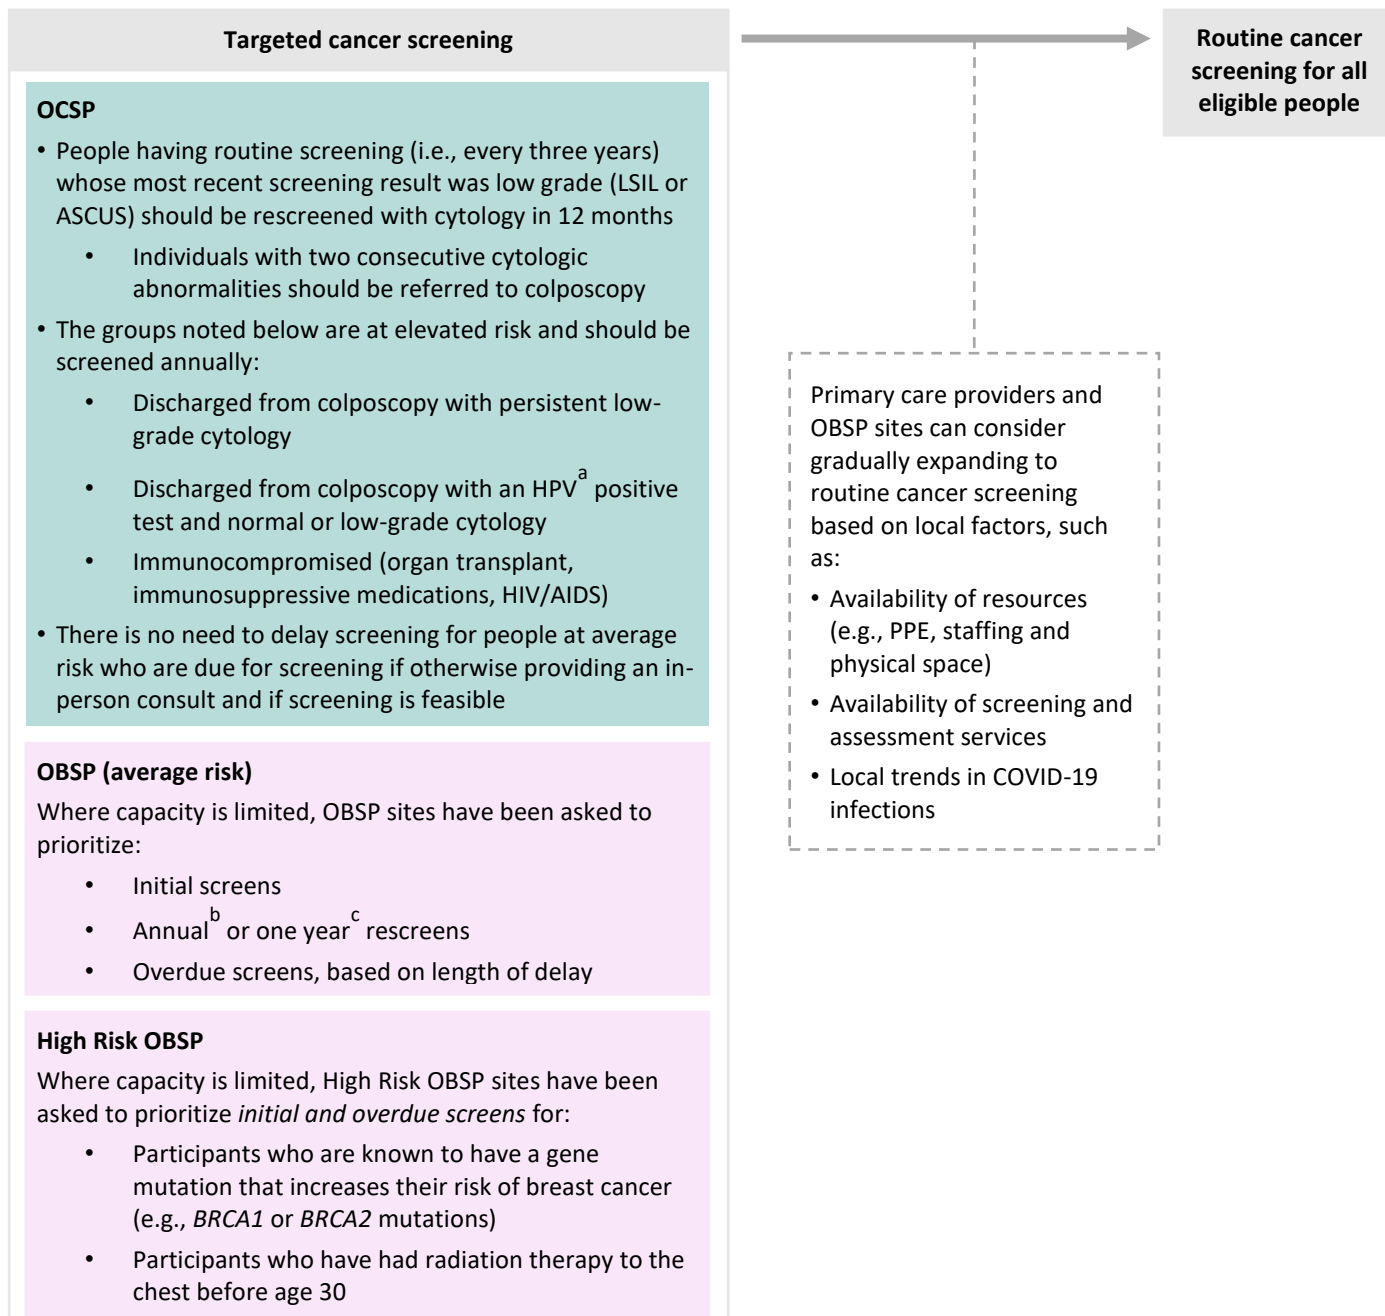 Targeted cancer screening
OCSP
• People having routine screening (i.e., every three years)
whose most recent screening result was low grade (LSIL or
ASCUS) should be rescreened with cytology in 12 months
• Individuals with two consecutive cytologic
abnormalities should be referred to colposcopy
• The groups noted below are at elevated risk and should be
screened annually:
• Discharged from colposcopy with persistent low-
grade cytology
• Discharged from colposcopy with an HPVa positive
test and normal or low-grade cytology
• Immunocompromised (organ transplant,
immunosuppressive medications, HIV/AIDS)
• There is no need to delay screening for people at average
risk who are due for screening if otherwise providing an in-
person consult and if screening is feasible
OBSP (average risk)
Where capacity is limited, OBSP sites have been asked to
prioritize:
• Initial screens
• Annualb or one yearc rescreens
• Overdue screens, based on length of delay
High Risk OBSP
Where capacity is limited, High Risk OBSP sites have been
asked to prioritize initial and overdue screens for:
• Participants who are known to have a gene
mutation that increases their risk of breast cancer
(e.g., BRCA1 or BRCA2 mutations)
• Participants who have had radiation therapy to the
chest before age 30
Primary care providers and
OBSP sites can consider
gradually expanding to
routine cancer screening
based on local factors, such
as:
• Availability of resources
(e.g., PPE, staffing and
physical space)
• Availability of screening and
assessment services
• Local trends in COVID-19
infections
Routine cancer
screening for all
eligible people